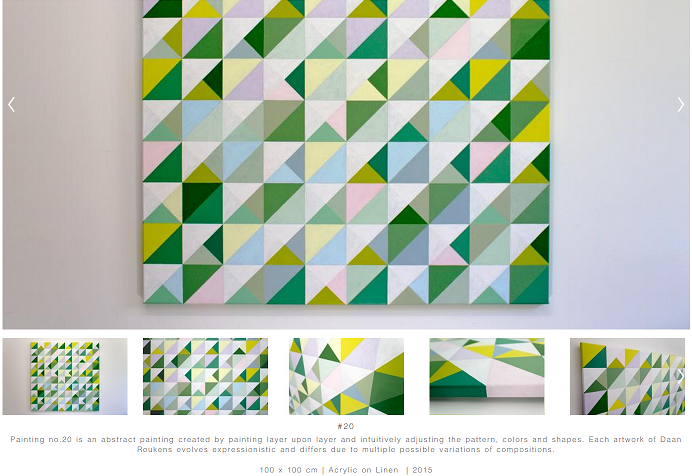 #20
Painting no.20 is an abstract painting created by painting layer upon layer and intuitively adjusting the pattern, colors and shapes. Each artwork of Daan
Roukens evolves expressionistic and differs due to multiple possible variations of compositions.
100 x 100 cm | Acrylic on Linen | 2015